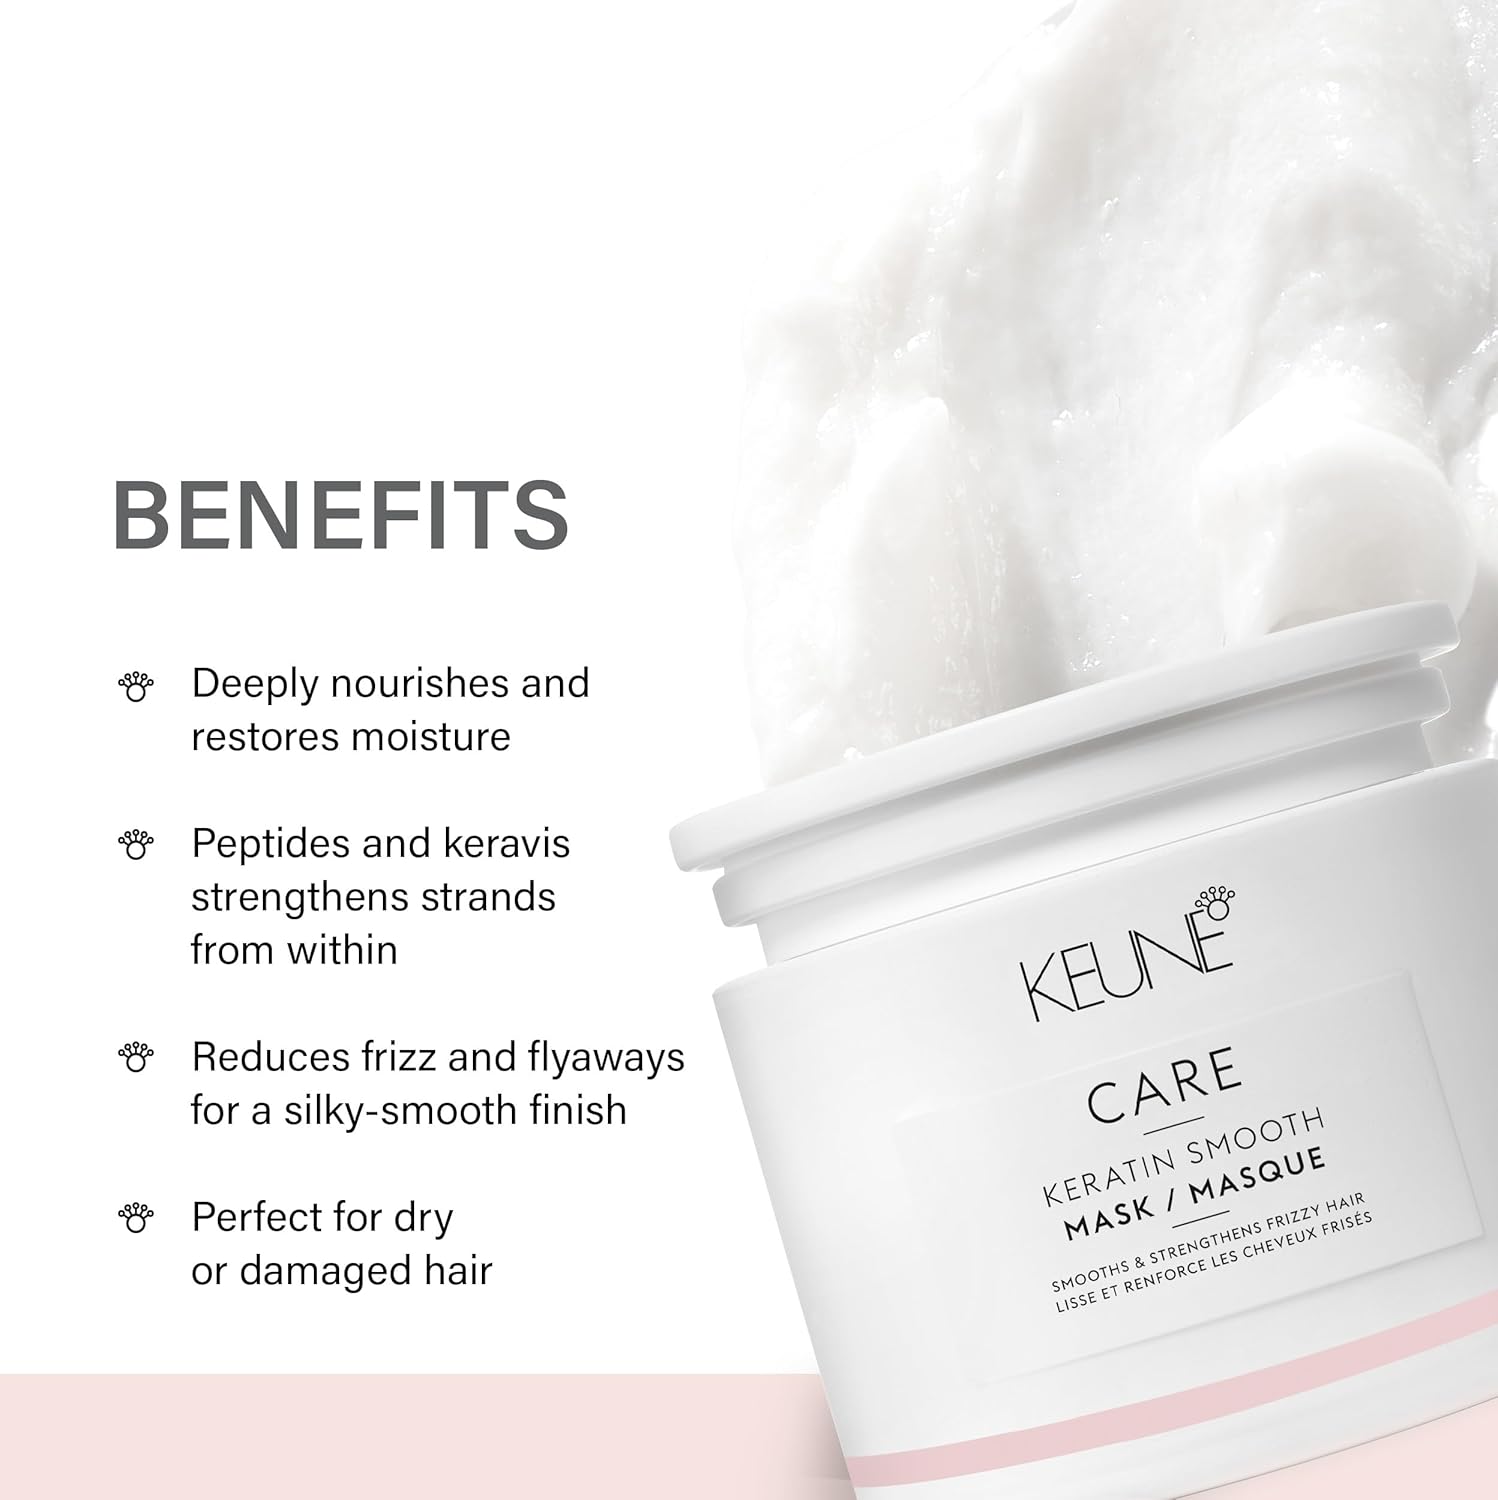 BENEFITS
Deeply nourishes and
restores moisture
Peptides and keravis
strengthens strands
from within
Reduces frizz and flyaways
for a silky-smooth finish
Perfect for dry
or damaged hair
KEUNE
CARE
KERATIN SMOOTH
MASK / MASQUE
SMOOTHS & STRENGTHENS FRIZZY HAIR
LISSE ET RENFORCE LES CHEVEUX FRISÉS